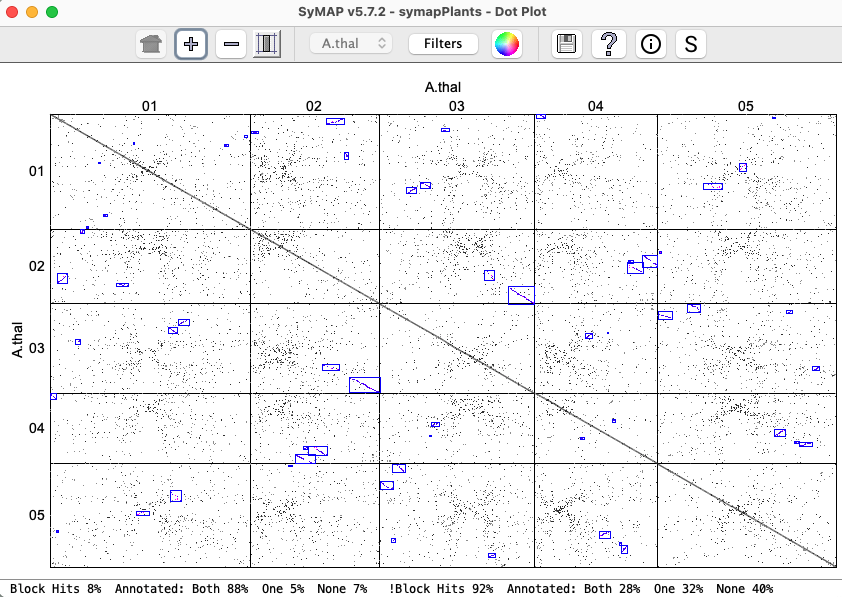 SyMAP v5.7.2 - symapPlants - Dot Plot
A.thal Filters ? S
A.thal
01 02 03 04 05
01
02
03
04
05
A.thal
Block Hits 8% Annotated: Both 88% One 5% None 7% !Block Hits 92% Annotated: Both 28% One 32% None 40%